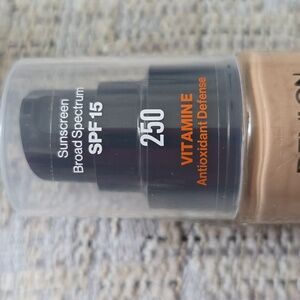 Sunscreen
Broad Spectrum
SPF 15
250
VITAMIN E
Antioxidant Defense